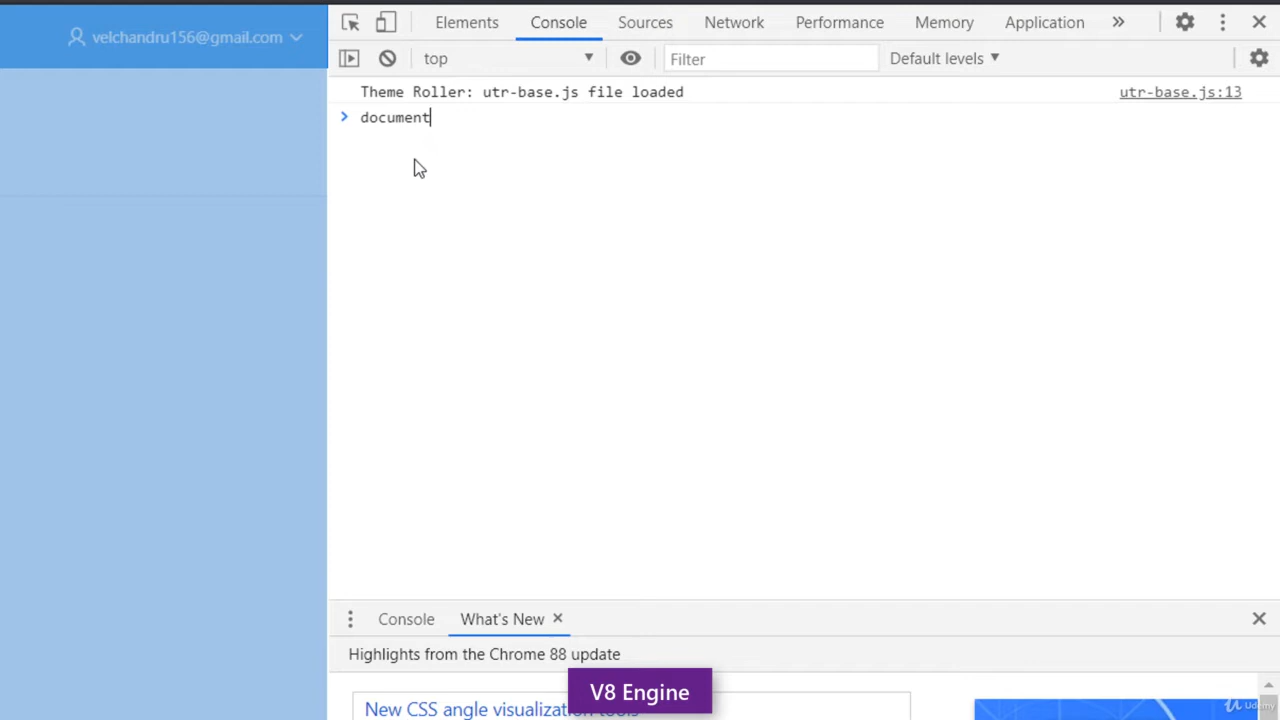 velchandru156@gmail.com
Elements Console Sources Network Performance Memory Application »
top Filter Default levels
Theme Roller: utr-base.js file loaded utr-base.js:13
> document
Console What's New ×
Highlights from the Chrome 88 update
V8 Engine
New CSS angle visualization tools
Udemy